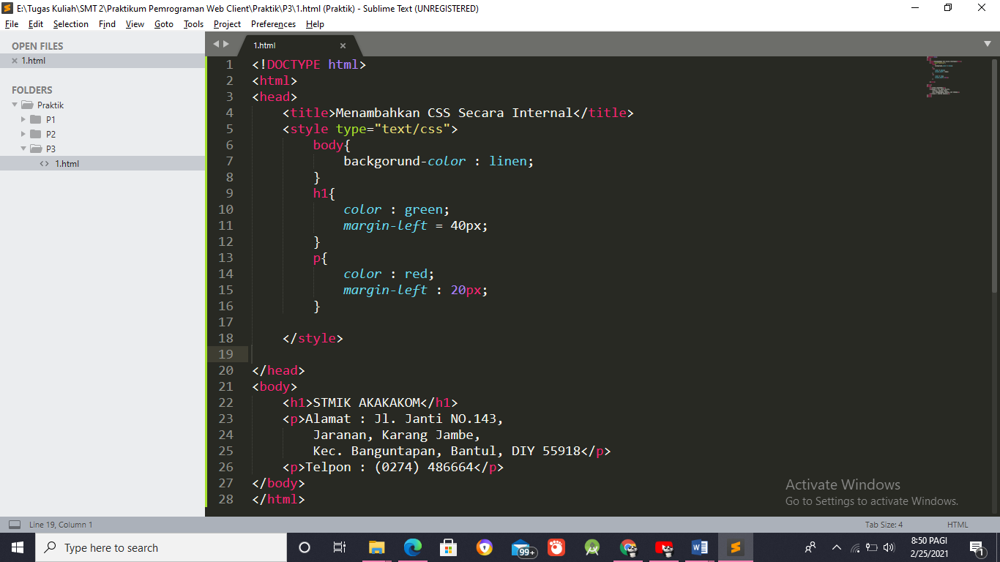 E:\Tugas Kuliah\SMT 2\Praktikum Pemrograman Web Client\Praktik\P3\1.html (Praktik) - Sublime Text (UNREGISTERED)
File Edit Selection Find View Goto Tools Project Preferences Help
OPEN FILES
1.html
FOLDERS
Praktik
P1
P2
P3
1.html
1.html
1 <!DOCTYPE html>
2 <html>
3 <head>
4 <title>Menambahkan CSS Secara Internal</title>
5 <style type="text/css">
6 body{
7 backgorund-color : linen;
8 }
9 h1{
10 color : green;
11 margin-left = 40px;
12 }
13 p{
14 color : red;
15 margin-left : 20px;
16 }
17
18 </style>
19
20 </head>
21 <body>
22 <h1>STMIK AKAKAKOM</h1>
23 <p>Alamat : Jl. Janti NO.143,
24 Jaranan, Karang Jambe,
25 Kec. Banguntapan, Bantul, DIY 55918</p>
26 <p>Telpon : (0274) 486664</p>
27 </body>
28 </html>
Activate Windows
Go to Settings to activate Windows.
Line 19, Column 1 Tab Size: 4 HTML
Type here to search
99+
8:50 PAGI
2/25/2021
1